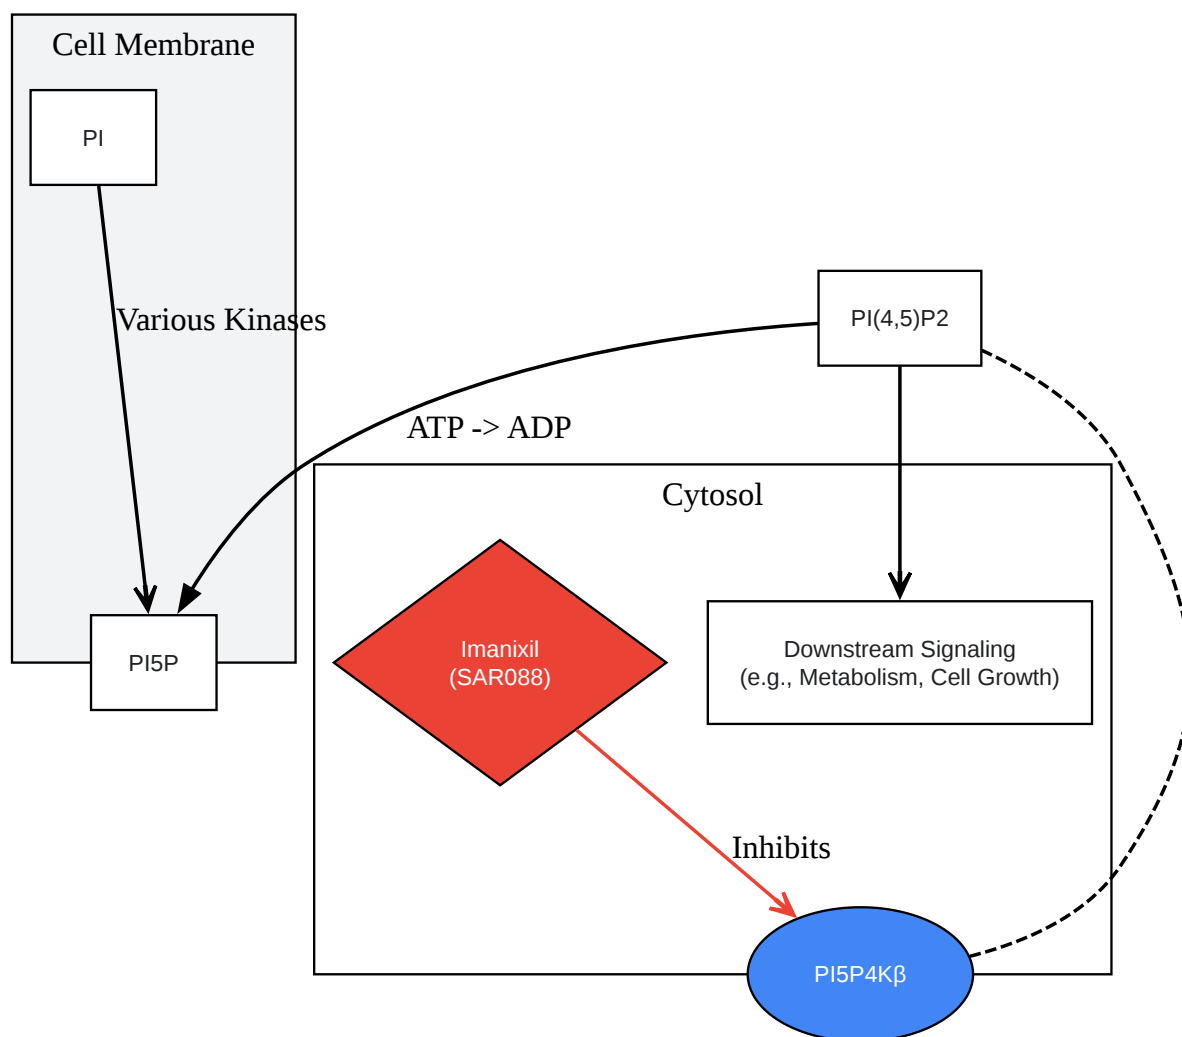 Cell Membrane
PI
Various Kinases
PI(4,5)P2
ATP -> ADP
Cytosol
Imanixil
(SAR088)
Downstream Signaling
(e.g., Metabolism, Cell Growth)
PI5P
Inhibits
PI5P4Kβ